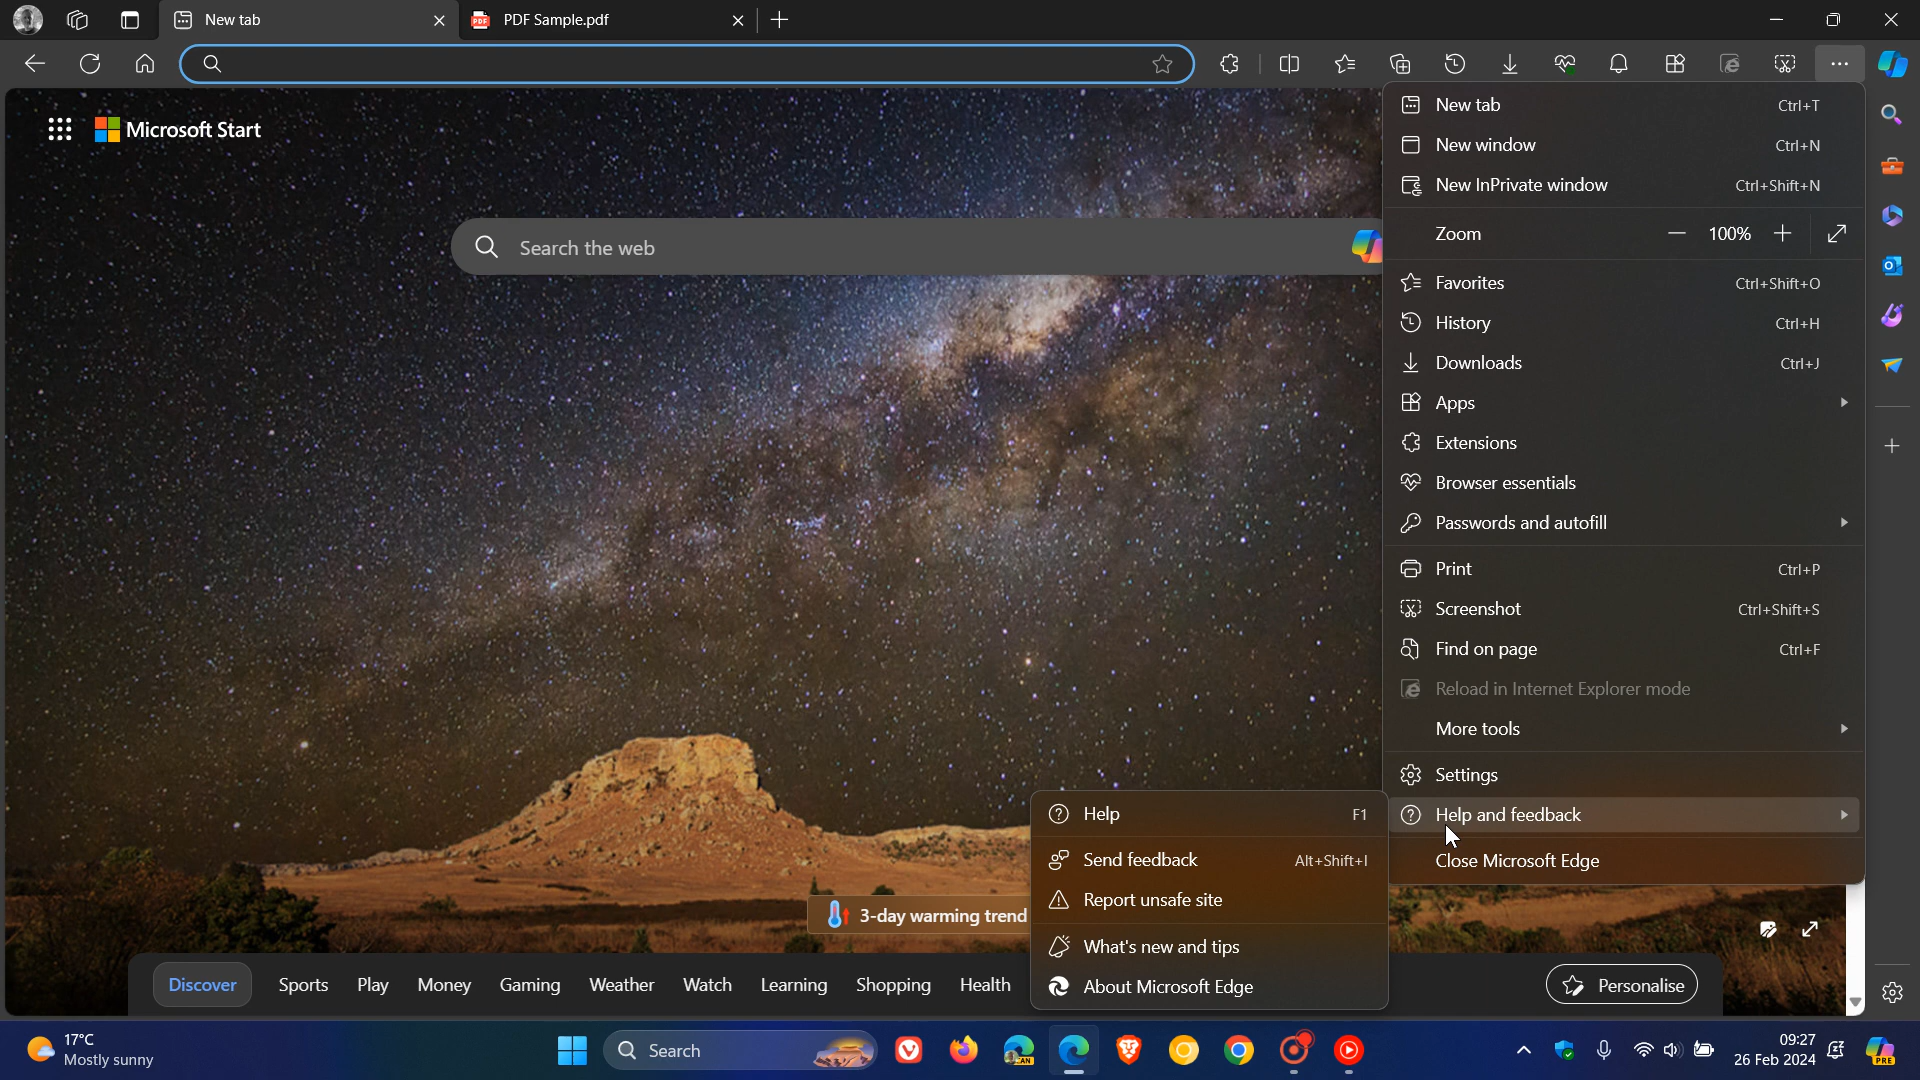 New tab
PDF
PDF Sample.pdf
Microsoft Start
Search the web
New tab Ctrl+T
New window Ctrl+N
New InPrivate window Ctrl+Shift+N
Zoom 100%
Favorites Ctrl+Shift+O
History Ctrl+H
Downloads Ctrl+J
Apps
Extensions
Browser essentials
Passwords and autofill
Print Ctrl+P
Screenshot Ctrl+Shift+S
Find on page Ctrl+F
Reload in Internet Explorer mode
More tools
Settings
Help and feedback
Close Microsoft Edge
Help F1
Send feedback Alt+Shift+I
Report unsafe site
What's new and tips
About Microsoft Edge
3-day warming trend
Discover Sports Play Money Gaming Weather Watch Learning Shopping Health
Personalise
17°C
Mostly sunny
Search
CAN
09:27
26 Feb 2024
PRE